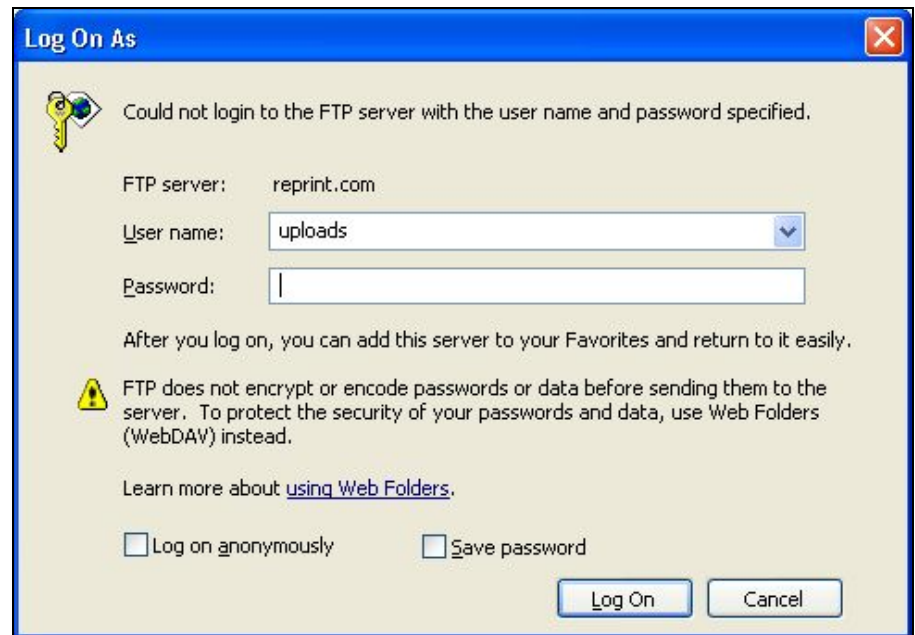 Log On As
Could not login to the FTP server with the user name and password specified.
FTP server: reprint.com
User name: uploads
Password:
After you log on, you can add this server to your Favorites and return to it easily.
FTP does not encrypt or encode passwords or data before sending them to the
server. To protect the security of your passwords and data, use Web Folders
(WebDAV) instead.
Learn more about using Web Folders.
Log on anonymously Save password
Log On Cancel